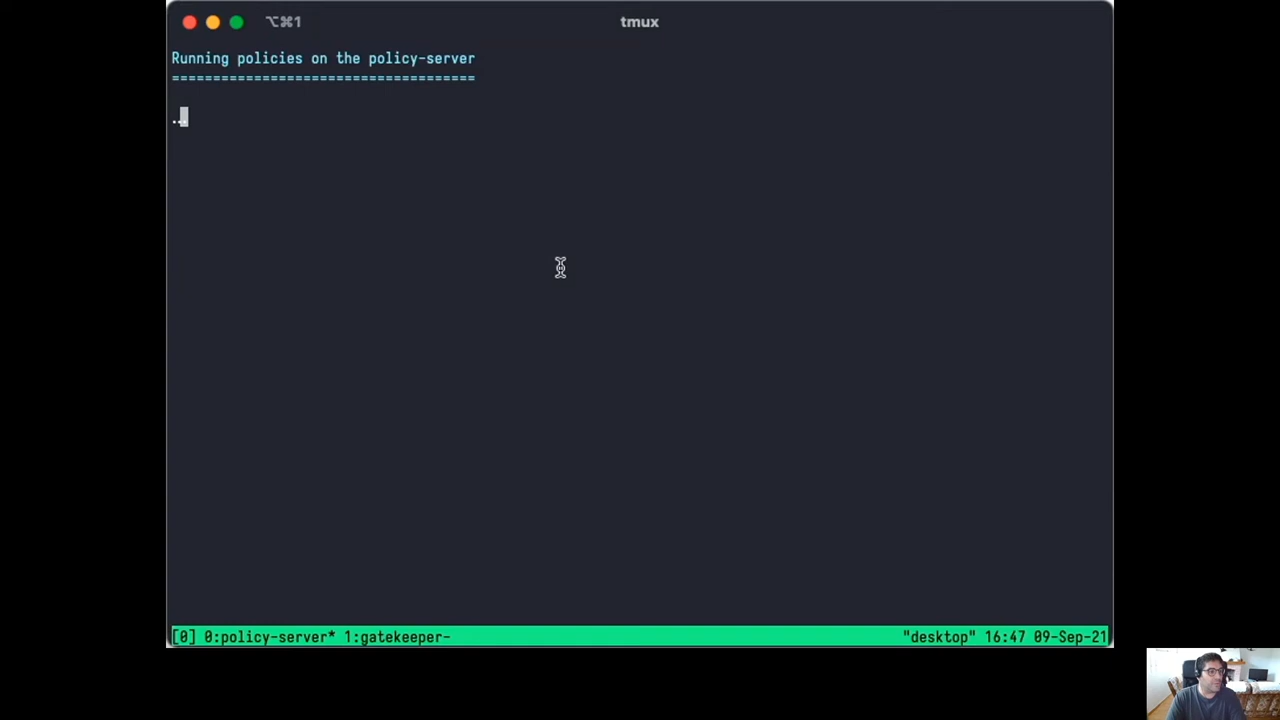 ⌥⌘1
tmux
Running policies on the policy-server
=====================================
..
[0] 0:policy-server* 1:gatekeeper-
"desktop" 16:47 09-Sep-21